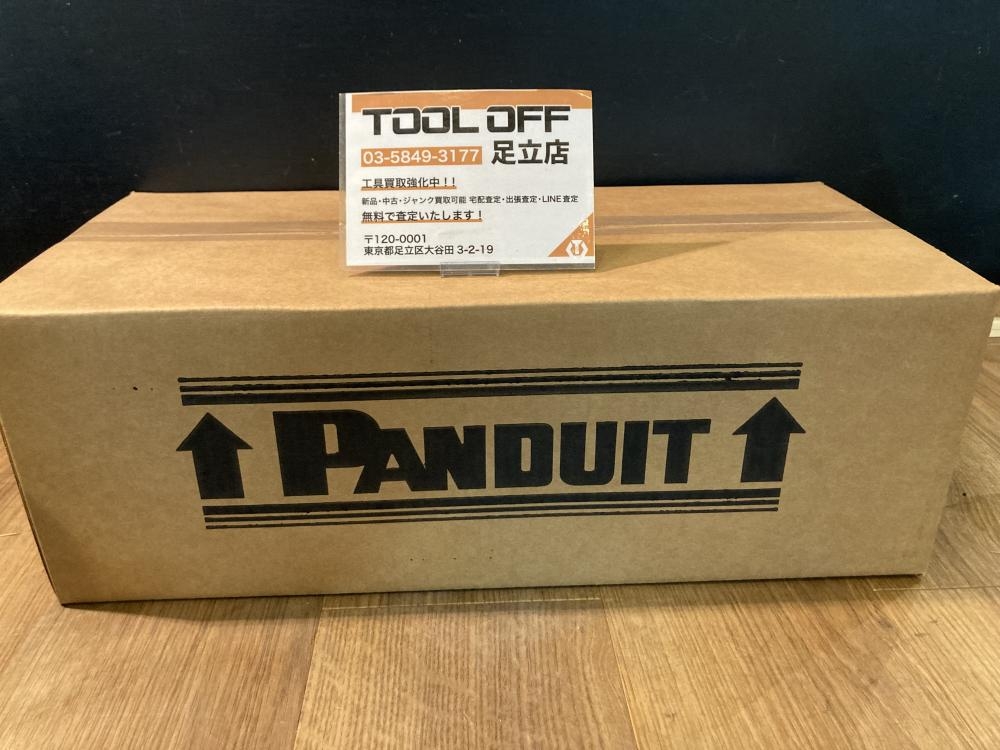 TOOL OFF
03-5849-3177 足立店
工具買取強化中！！
新品・中古・ジャンク買取可能 宅配査定・出張査定・LINE査定
無料で査定いたします！
〒120-0001
東京都足立区大谷田 3-2-19
PANDUIT